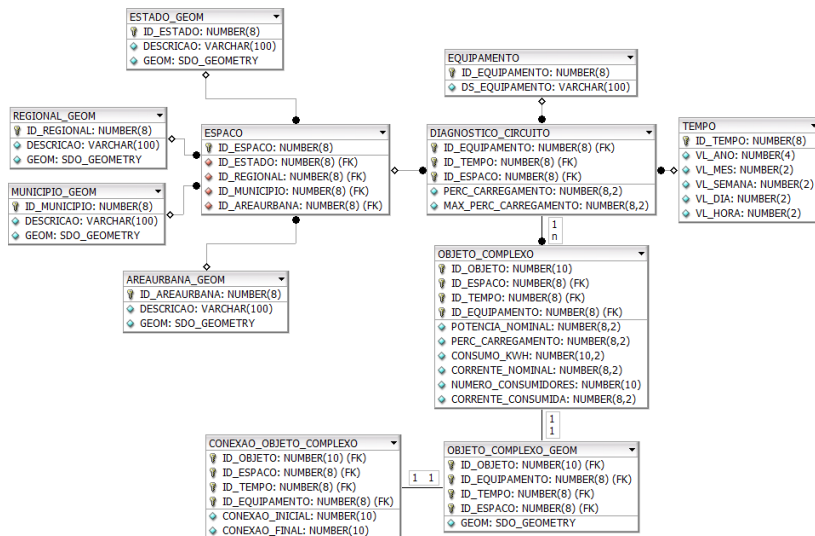 ESTADO_GEOM
ID_ESTADO: NUMBER(8)
DESCRICAO: VARCHAR(100)
GEOM: SDO_GEOMETRY
EQUIPAMENTO
ID_EQUIPAMENTO: NUMBER(8)
DS_EQUIPAMENTO: VARCHAR(100)
REGIONAL_GEOM
ID_REGIONAL: NUMBER(8)
DESCRICAO: VARCHAR(100)
GEOM: SDO_GEOMETRY
ESPACO
ID_ESPACO: NUMBER(8)
ID_ESTADO: NUMBER(8) (FK)
ID_REGIONAL: NUMBER(8) (FK)
ID_MUNICIPIO: NUMBER(8) (FK)
ID_AREAURBANA: NUMBER(8) (FK)
DIAGNOSTICO_CIRCUITO
ID_EQUIPAMENTO: NUMBER(8) (FK)
ID_TEMPO: NUMBER(8) (FK)
ID_ESPACO: NUMBER(8) (FK)
PERC_CARREGAMENTO: NUMBER(8,2)
MAX_PERC_CARREGAMENTO: NUMBER(8,2)
TEMPO
ID_TEMPO: NUMBER(8)
VL_ANO: NUMBER(4)
VL_MES: NUMBER(2)
VL_SEMANA: NUMBER(2)
VL_DIA: NUMBER(2)
VL_HORA: NUMBER(2)
MUNICIPIO_GEOM
ID_MUNICIPIO: NUMBER(8)
DESCRICAO: VARCHAR(100)
GEOM: SDO_GEOMETRY
1
n
AREAURBANA_GEOM
ID_AREAURBANA: NUMBER(8)
DESCRICAO: VARCHAR(100)
GEOM: SDO_GEOMETRY
OBJETO_COMPLEXO
ID_OBJETO: NUMBER(10)
ID_ESPACO: NUMBER(8) (FK)
ID_TEMPO: NUMBER(8) (FK)
ID_EQUIPAMENTO: NUMBER(8) (FK)
POTENCIA_NOMINAL: NUMBER(8,2)
PERC_CARREGAMENTO: NUMBER(8,2)
CONSUMO_KWH: NUMBER(10,2)
CORRENTE_NOMINAL: NUMBER(8,2)
NUMERO_CONSUMIDORES: NUMBER(10)
CORRENTE_CONSUMIDA: NUMBER(8,2)
1
1
CONEXAO_OBJETO_COMPLEXO
ID_OBJETO: NUMBER(10) (FK)
ID_ESPACO: NUMBER(8) (FK)
ID_TEMPO: NUMBER(8) (FK)
ID_EQUIPAMENTO: NUMBER(8) (FK)
CONEXAO_INICIAL: NUMBER(10)
CONEXAO_FINAL: NUMBER(10)
1 1
OBJETO_COMPLEXO_GEOM
ID_OBJETO: NUMBER(10) (FK)
ID_EQUIPAMENTO: NUMBER(8) (FK)
ID_TEMPO: NUMBER(8) (FK)
ID_ESPACO: NUMBER(8) (FK)
GEOM: SDO_GEOMETRY